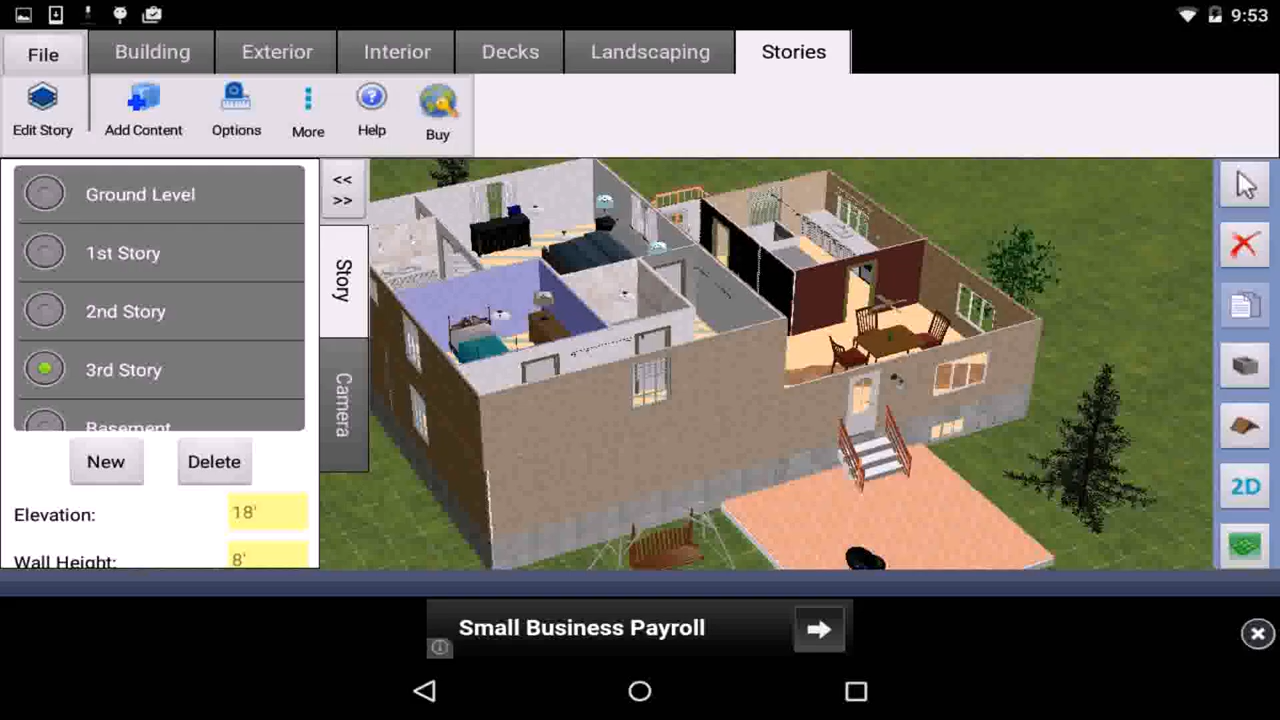 9:53
File
Building
Exterior
Interior
Decks
Landscaping
Stories
Edit Story
Add Content
Options
More
Help
Buy
Ground Level
1st Story
2nd Story
3rd Story
Basement
New
Delete
Elevation:
18'
Wall Height:
8'
<<
>>
Story
Camera
2D
Small Business Payroll